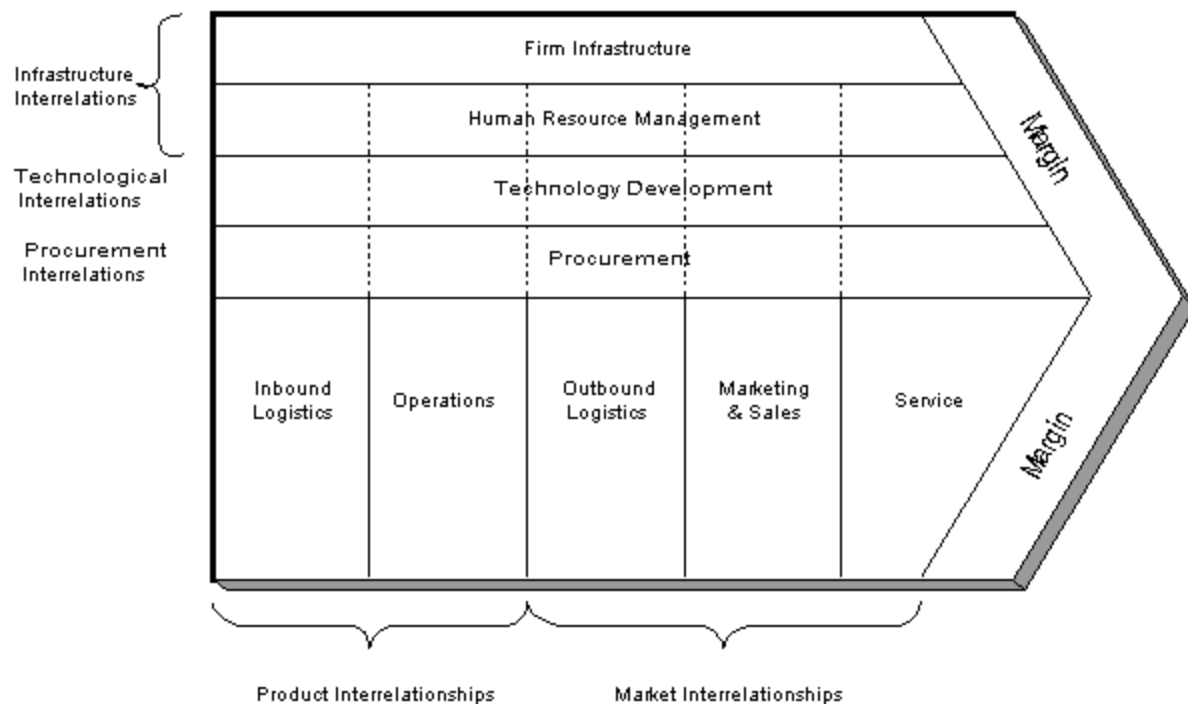 Firm Infrastructure
Infrastructure
Interrelations
Human Resource Management
Margin
Technological
Interrelations
Technology Development
Procurement
Interrelations
Procurement
Inbound
Logistics
Operations
Outbound
Logistics
Marketing
& Sales
Service
Margin
Product Interrelationships
Market Interrelationships